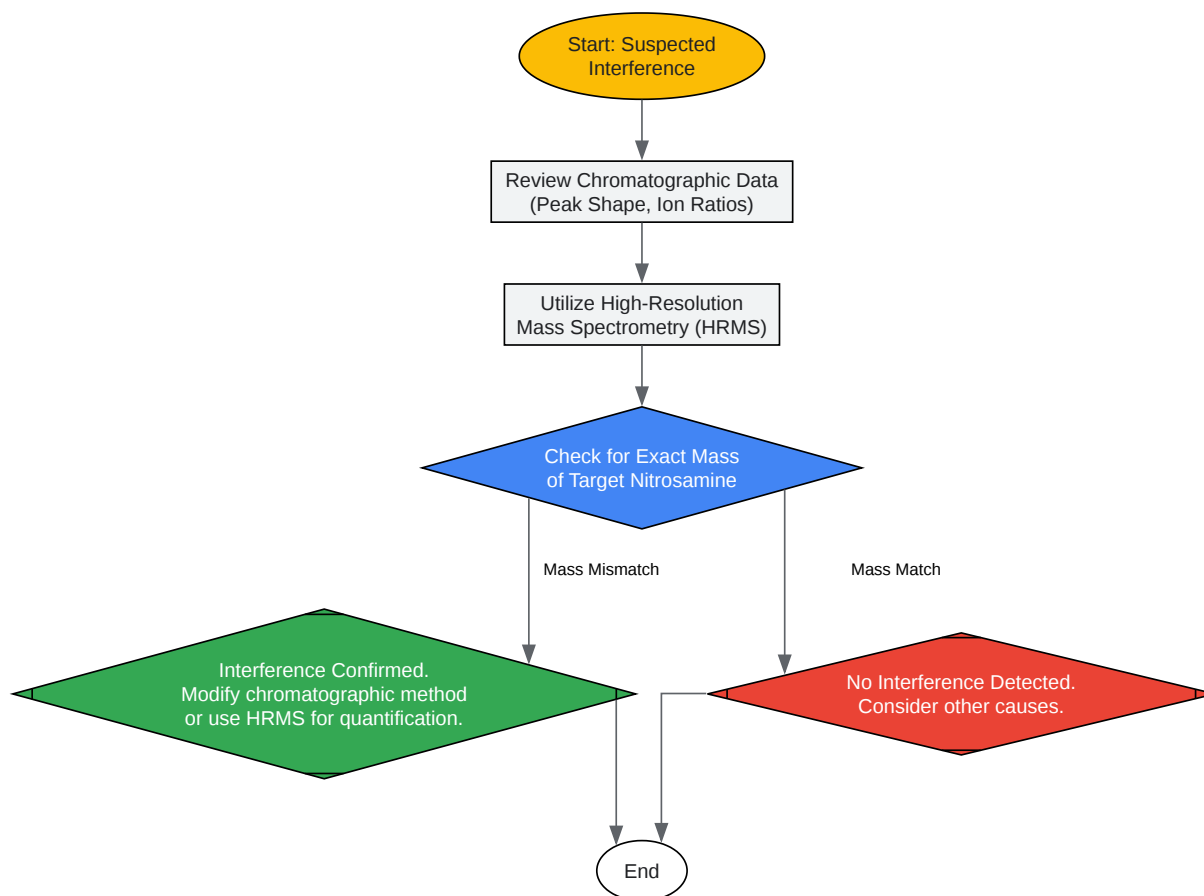 Start: Suspected
Interference
Review Chromatographic Data
(Peak Shape, Ion Ratios)
Utilize High-Resolution
Mass Spectrometry (HRMS)
Check for Exact Mass
of Target Nitrosamine
Mass Mismatch
Mass Match
Interference Confirmed.
Modify chromatographic method
or use HRMS for quantification.
No Interference Detected.
Consider other causes.
End